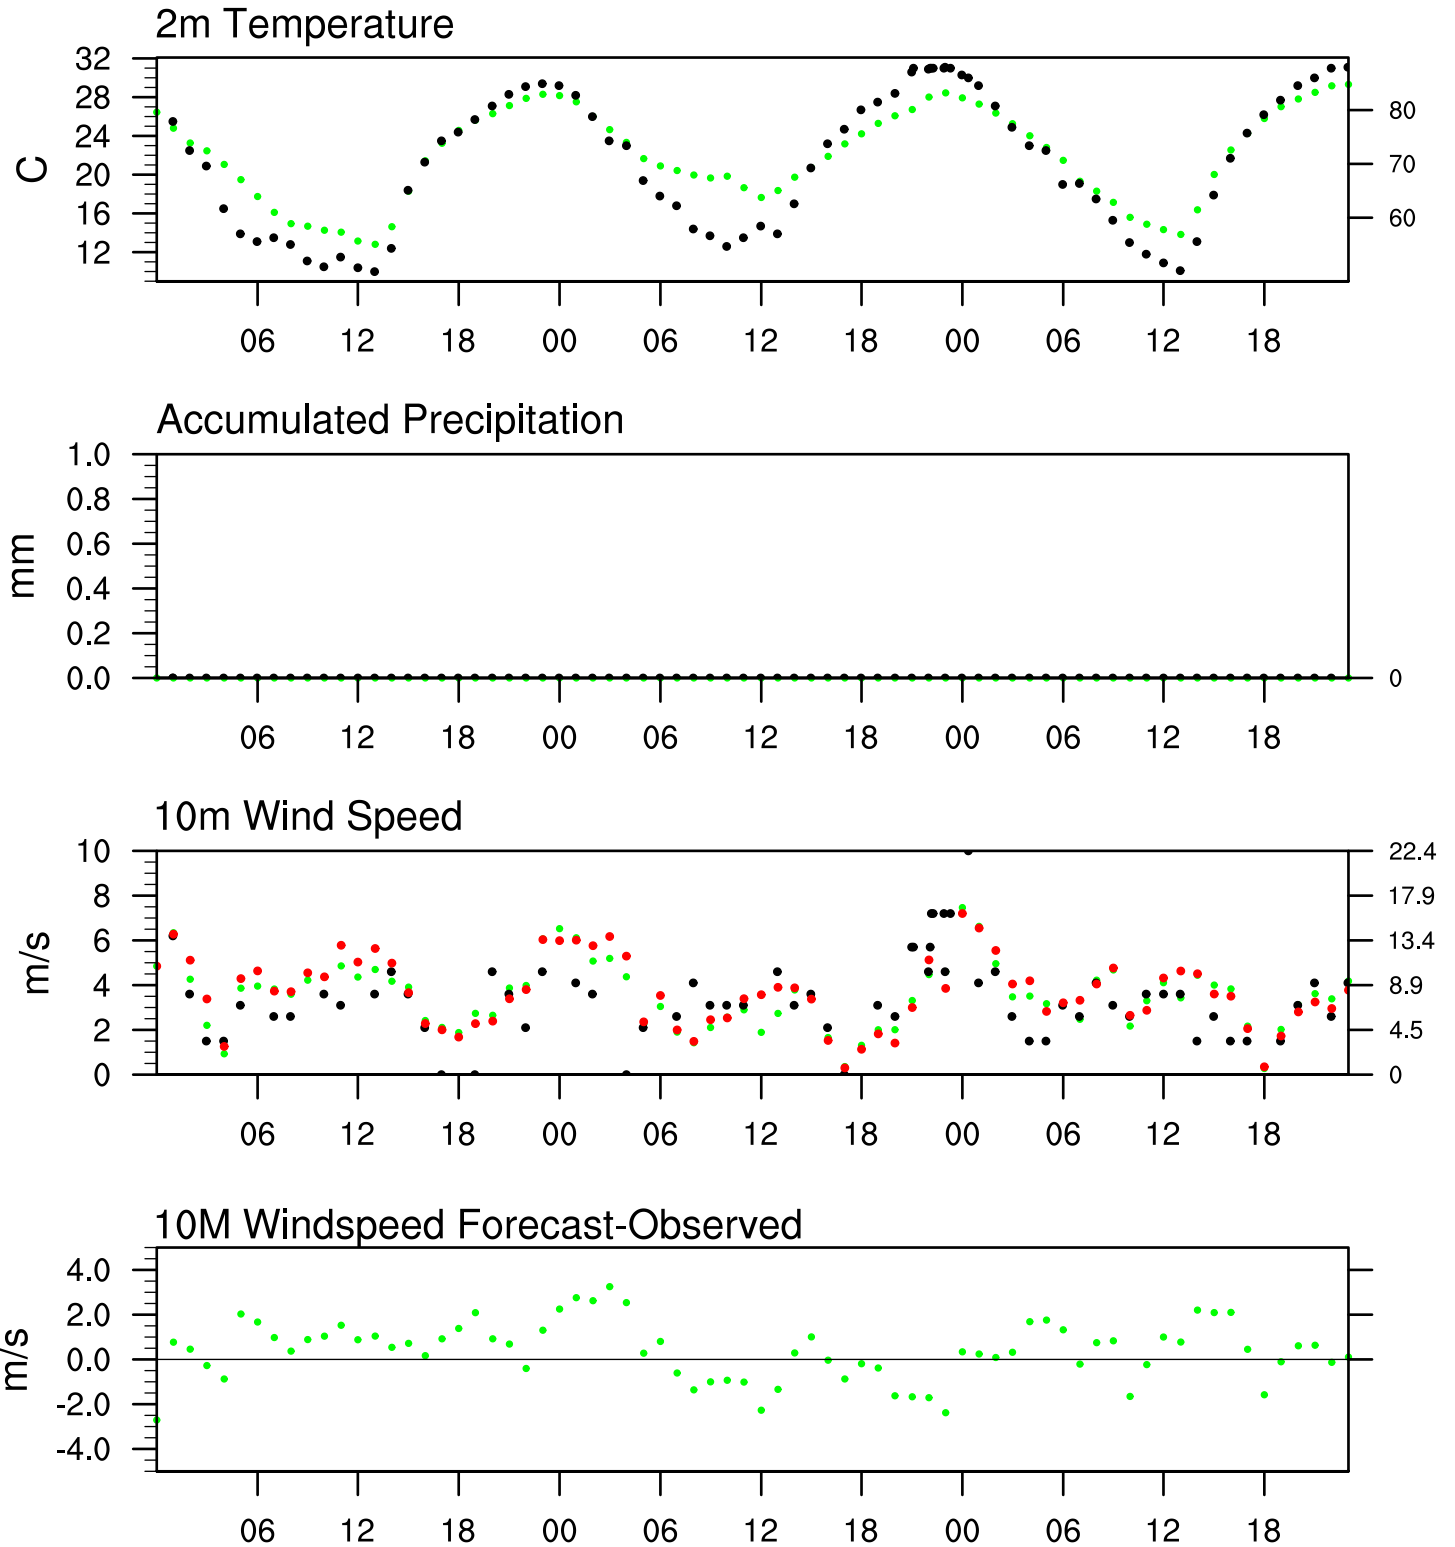 2m Temperature
32
28
24
20
16
12
C
80
70
60
06 12 18 00 06 12 18 00 06 12 18
Accumulated Precipitation
1.0
0.8
0.6
0.4
0.2
0.0
mm
0
06 12 18 00 06 12 18 00 06 12 18
10m Wind Speed
10
8
6
4
2
0
m/s
22.4
17.9
13.4
8.9
4.5
0
06 12 18 00 06 12 18 00 06 12 18
10M Windspeed Forecast-Observed
4.0
2.0
0.0
-2.0
-4.0
m/s
06 12 18 00 06 12 18 00 06 12 18